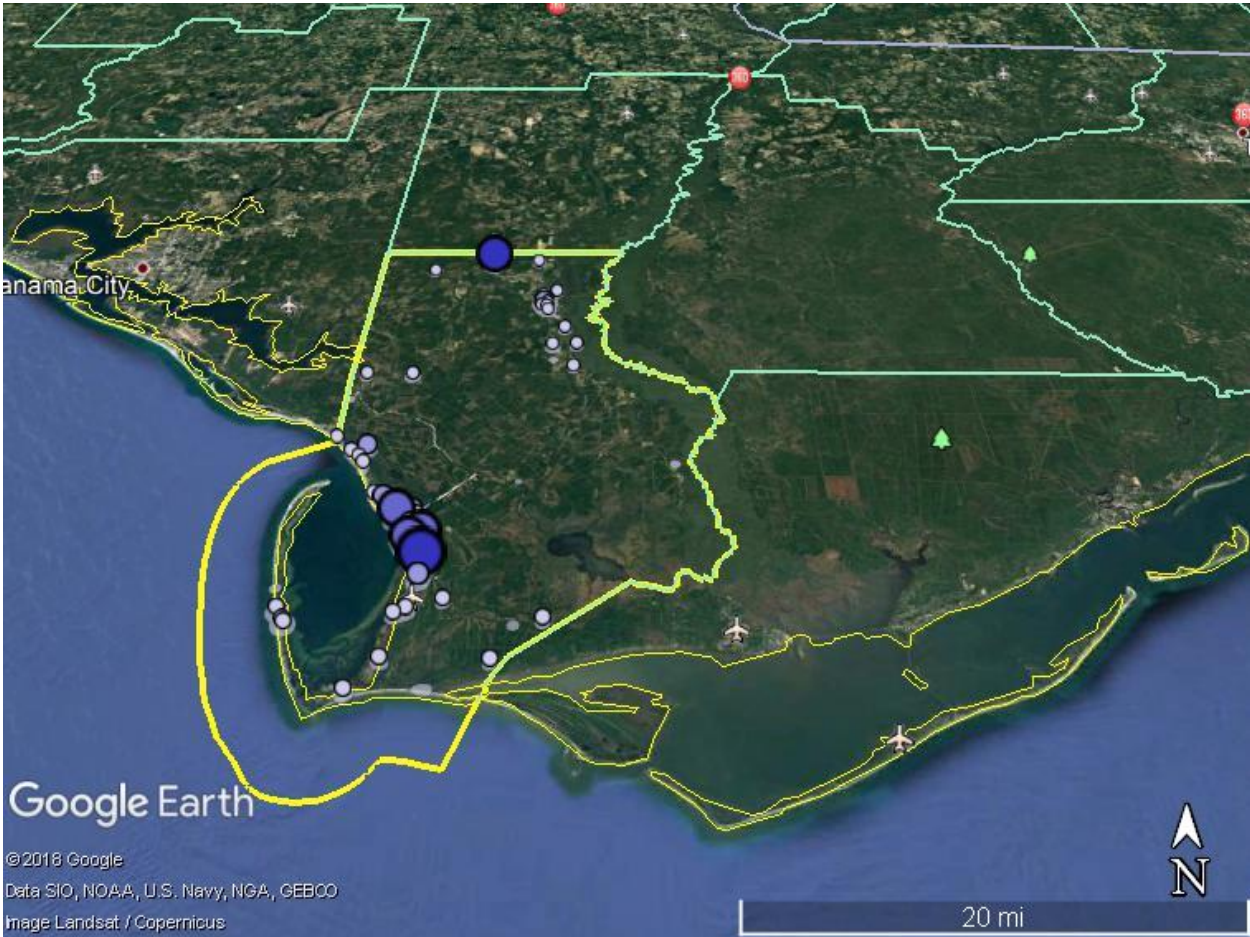 anama City
Google Earth
©2018 Google
Data SIO, NOAA, U.S. Navy, NGA, GEBCO
Image Landsat / Copernicus
N
20 mi